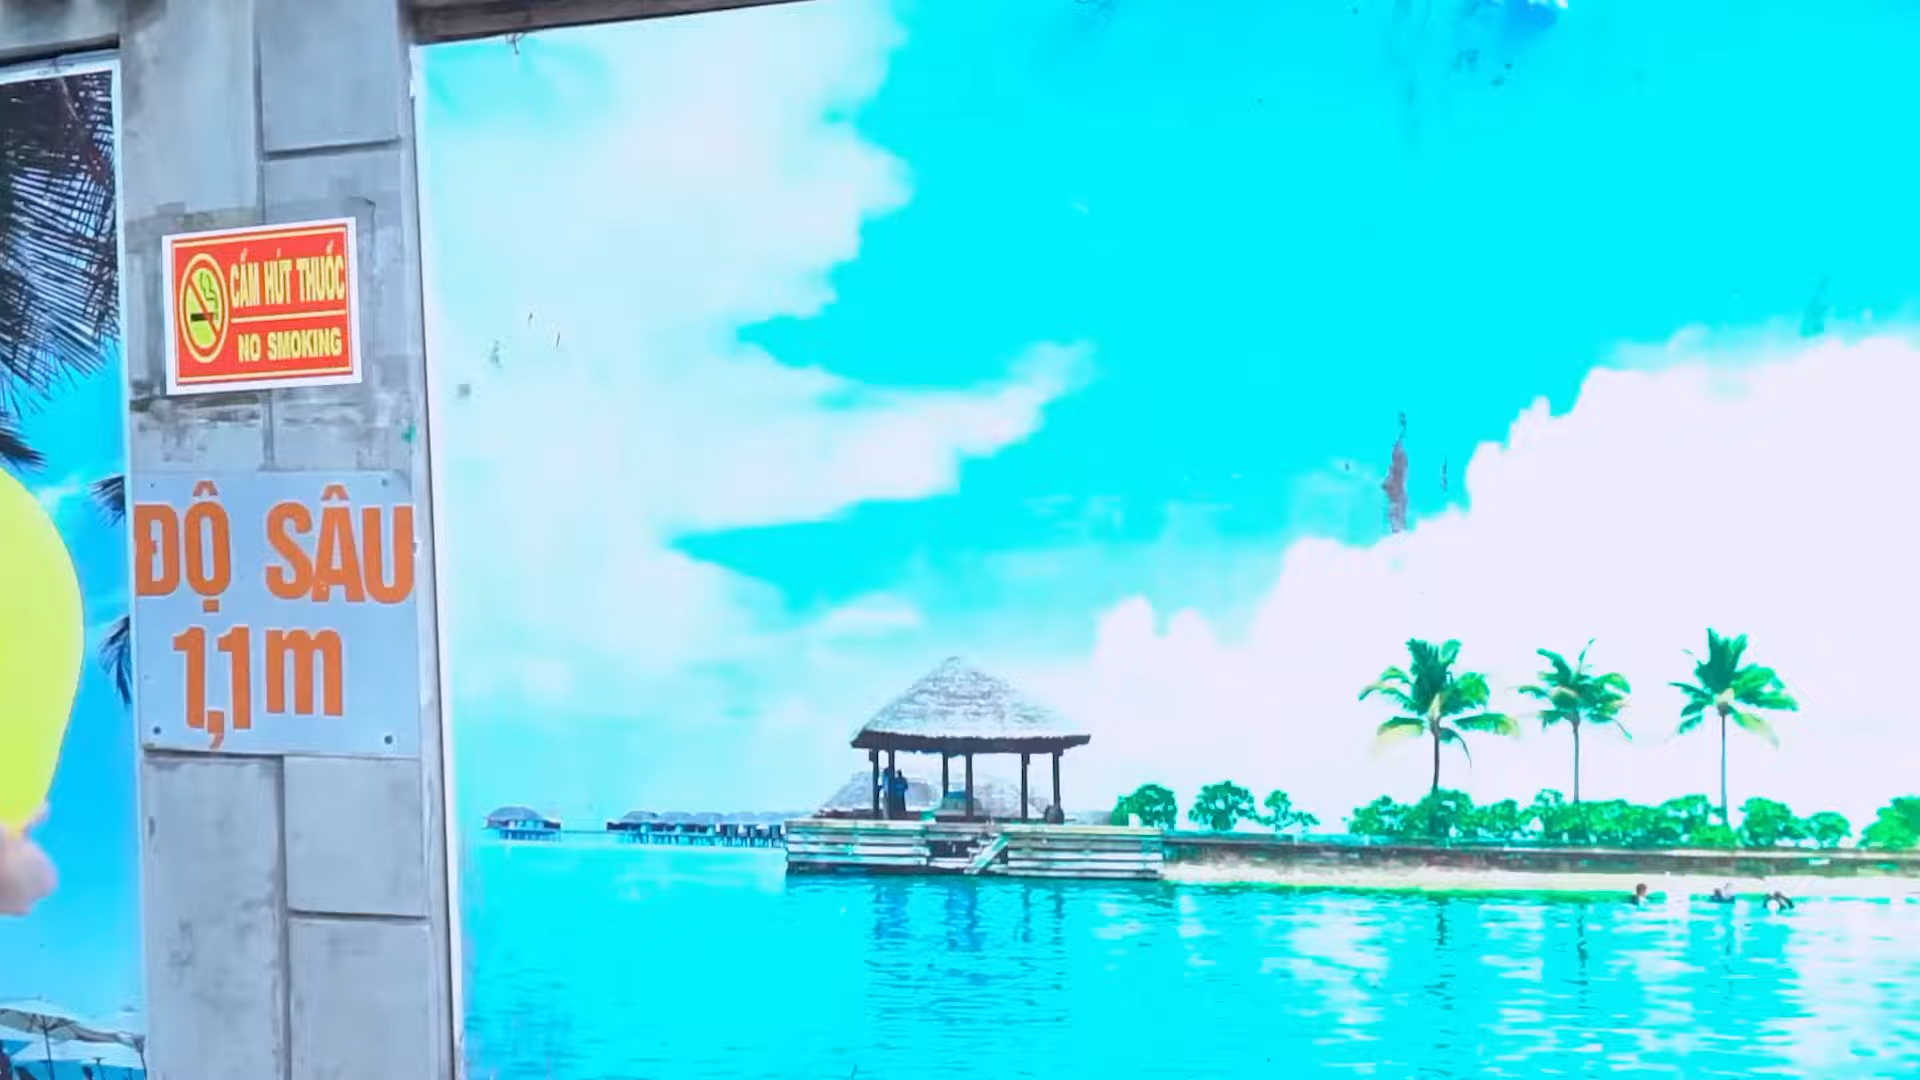 CẤM HÚT THUỐC
NO SMOKING
ĐỘ SÂU
1,1m